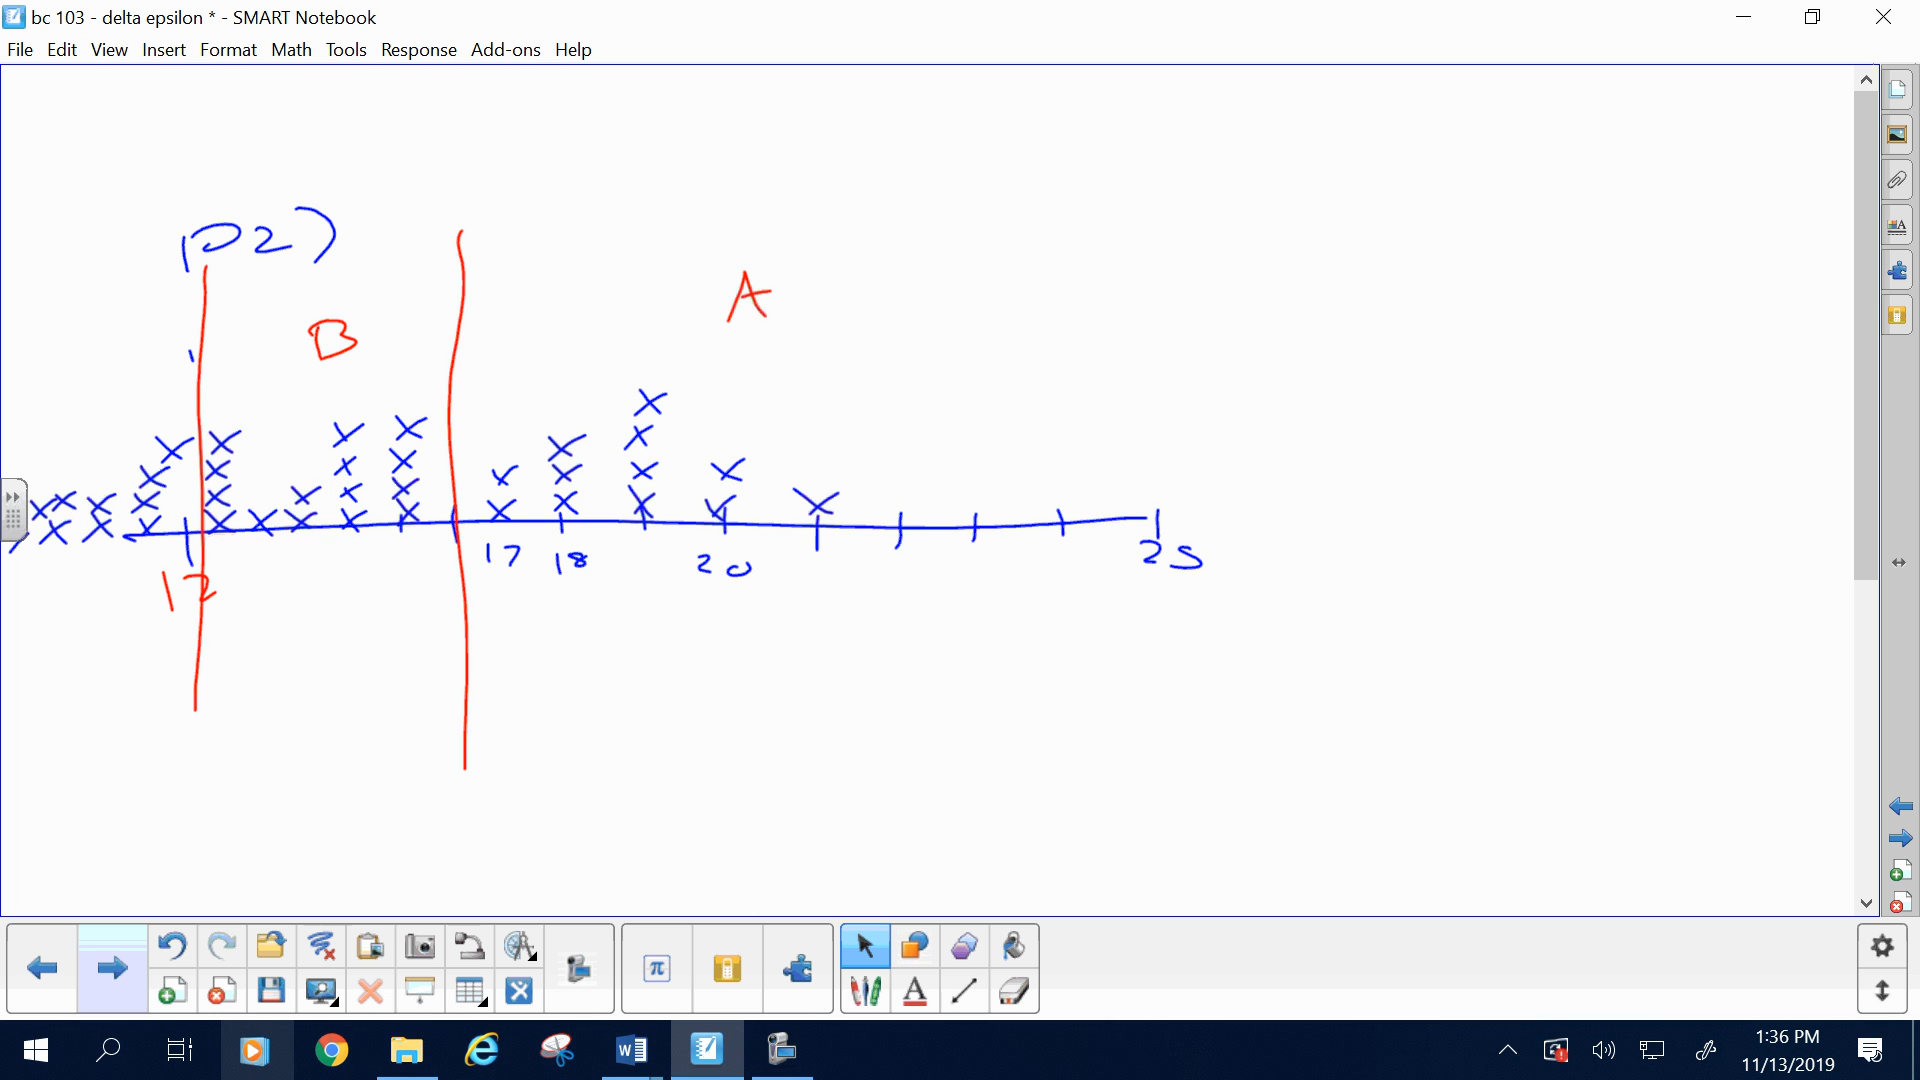 bc 103 - delta epsilon * - SMART Notebook
File Edit View Insert Format Math Tools Response Add-ons Help
p2)
A
B
17 18 20 25
12
1:36 PM
11/13/2019